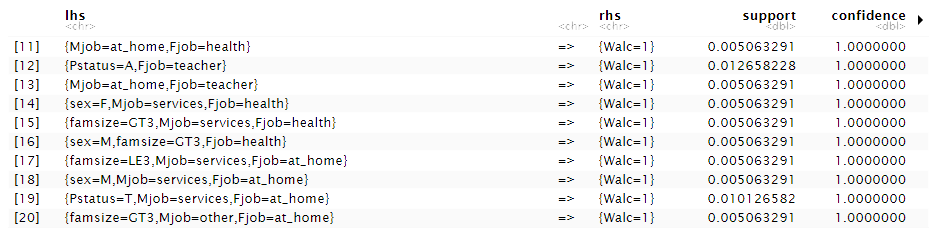 lhs rhs support confidence
<chr> <chr> <chr> <dbl> <dbl>
[11] {Mjob=at_home,Fjob=health} => {Walc=1} 0.005063291 1.0000000
[12] {Pstatus=A,Fjob=teacher} => {Walc=1} 0.012658228 1.0000000
[13] {Mjob=at_home,Fjob=teacher} => {Walc=1} 0.005063291 1.0000000
[14] {sex=F,Mjob=services,Fjob=health} => {Walc=1} 0.005063291 1.0000000
[15] {famsize=GT3,Mjob=services,Fjob=health} => {Walc=1} 0.005063291 1.0000000
[16] {sex=M,famsize=GT3,Fjob=health} => {Walc=1} 0.005063291 1.0000000
[17] {famsize=LE3,Mjob=services,Fjob=at_home} => {Walc=1} 0.005063291 1.0000000
[18] {sex=M,Mjob=services,Fjob=at_home} => {Walc=1} 0.005063291 1.0000000
[19] {Pstatus=T,Mjob=services,Fjob=at_home} => {Walc=1} 0.010126582 1.0000000
[20] {famsize=GT3,Mjob=other,Fjob=at_home} => {Walc=1} 0.005063291 1.0000000